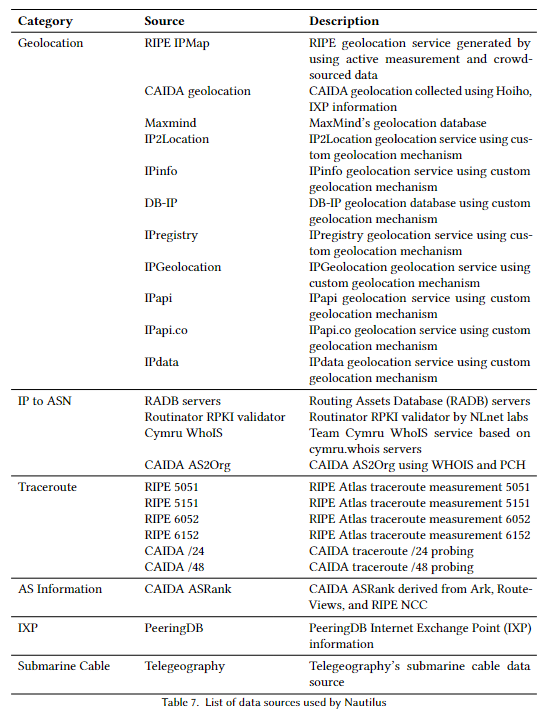 Category Source Description
Geolocation RIPE IPMap RIPE geolocation service generated by
using active measurement and crowd-
sourced data
CAIDA geolocation CAIDA geolocation collected using Hoiho,
IXP information
Maxmind MaxMind's geolocation database
IP2Location IP2Location geolocation service using cus-
tom geolocation mechanism
IPinfo IPinfo geolocation service using custom
geolocation mechanism
DB-IP DB-IP geolocation database using custom
geolocation mechanism
IPregistry IPregistry geolocation service using cus-
tom geolocation mechanism
IPGeolocation IPGeolocation geolocation service using
custom geolocation mechanism
IPapi IPapi geolocation service using custom
geolocation mechanism
IPapi.co IPapi.co geolocation service using custom
geolocation mechanism
IPdata IPdata geolocation service using custom
geolocation mechanism
IP to ASN RADB servers Routing Assets Database (RADB) servers
Routinator RPKI validator Routinator RPKI validator by NLnet labs
Cymru WhoIS Team Cymru WhoIS service based on
cymru.whois servers
CAIDA AS2Org CAIDA AS2Org using WHOIS and PCH
Traceroute RIPE 5051 RIPE Atlas traceroute measurement 5051
RIPE 5151 RIPE Atlas traceroute measurement 5151
RIPE 6052 RIPE Atlas traceroute measurement 6052
RIPE 6152 RIPE Atlas traceroute measurement 6152
CAIDA /24 CAIDA traceroute /24 probing
CAIDA /48 CAIDA traceroute /48 probing
AS Information CAIDA ASRank CAIDA ASRank derived from Ark, Route-
Views, and RIPE NCC
IXP PeeringDB PeeringDB Internet Exchange Point (IXP)
information
Submarine Cable Telegeography Telegeography's submarine cable data
source
Table 7. List of data sources used by Nautilus